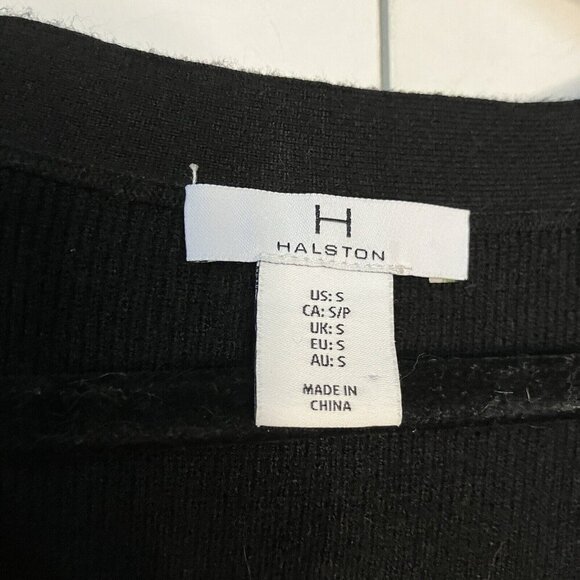 H
HALSTON
US: S
CA: S/P
UK: S
EU: S
AU: S
MADE IN
CHINA